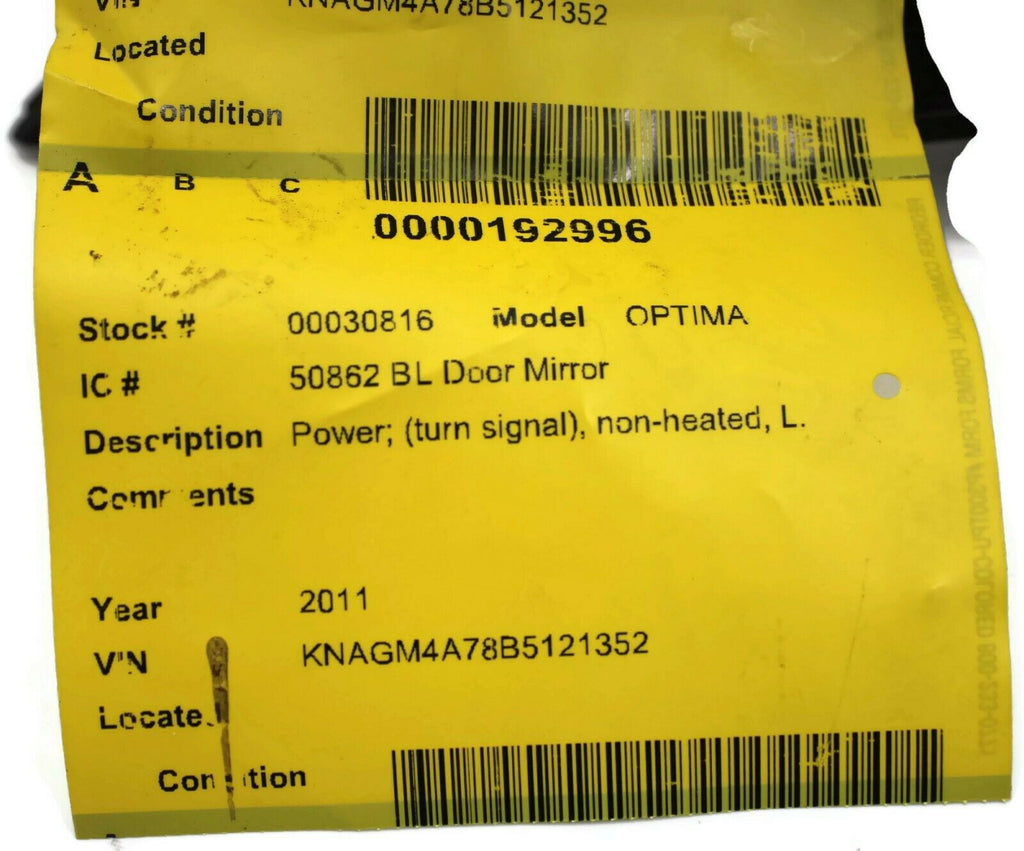 VIN KNAGM4A78B5121352
Located
Condition
A B C
0000192996
Stock # 00030816 Model OPTIMA
IC # 50862 BL Door Mirror
Description Power; (turn signal), non-heated, L.
Comments
Year 2011
VIN KNAGM4A78B5121352
Located
Condition